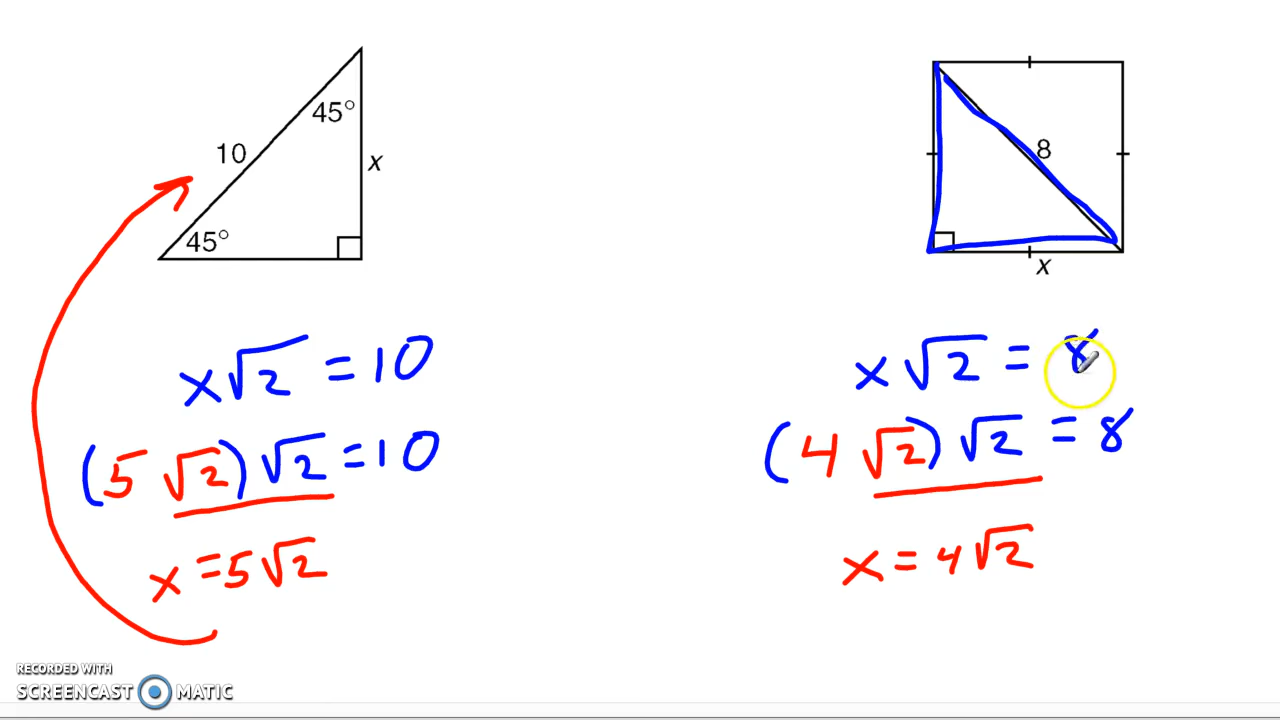 45°
10
x
45°
x√2 = 10
(5√2)√2 = 10
x = 5√2
8
x
x√2 = 8
(4√2)√2 = 8
x = 4√2
RECORDED WITH
SCREENCAST MATIC